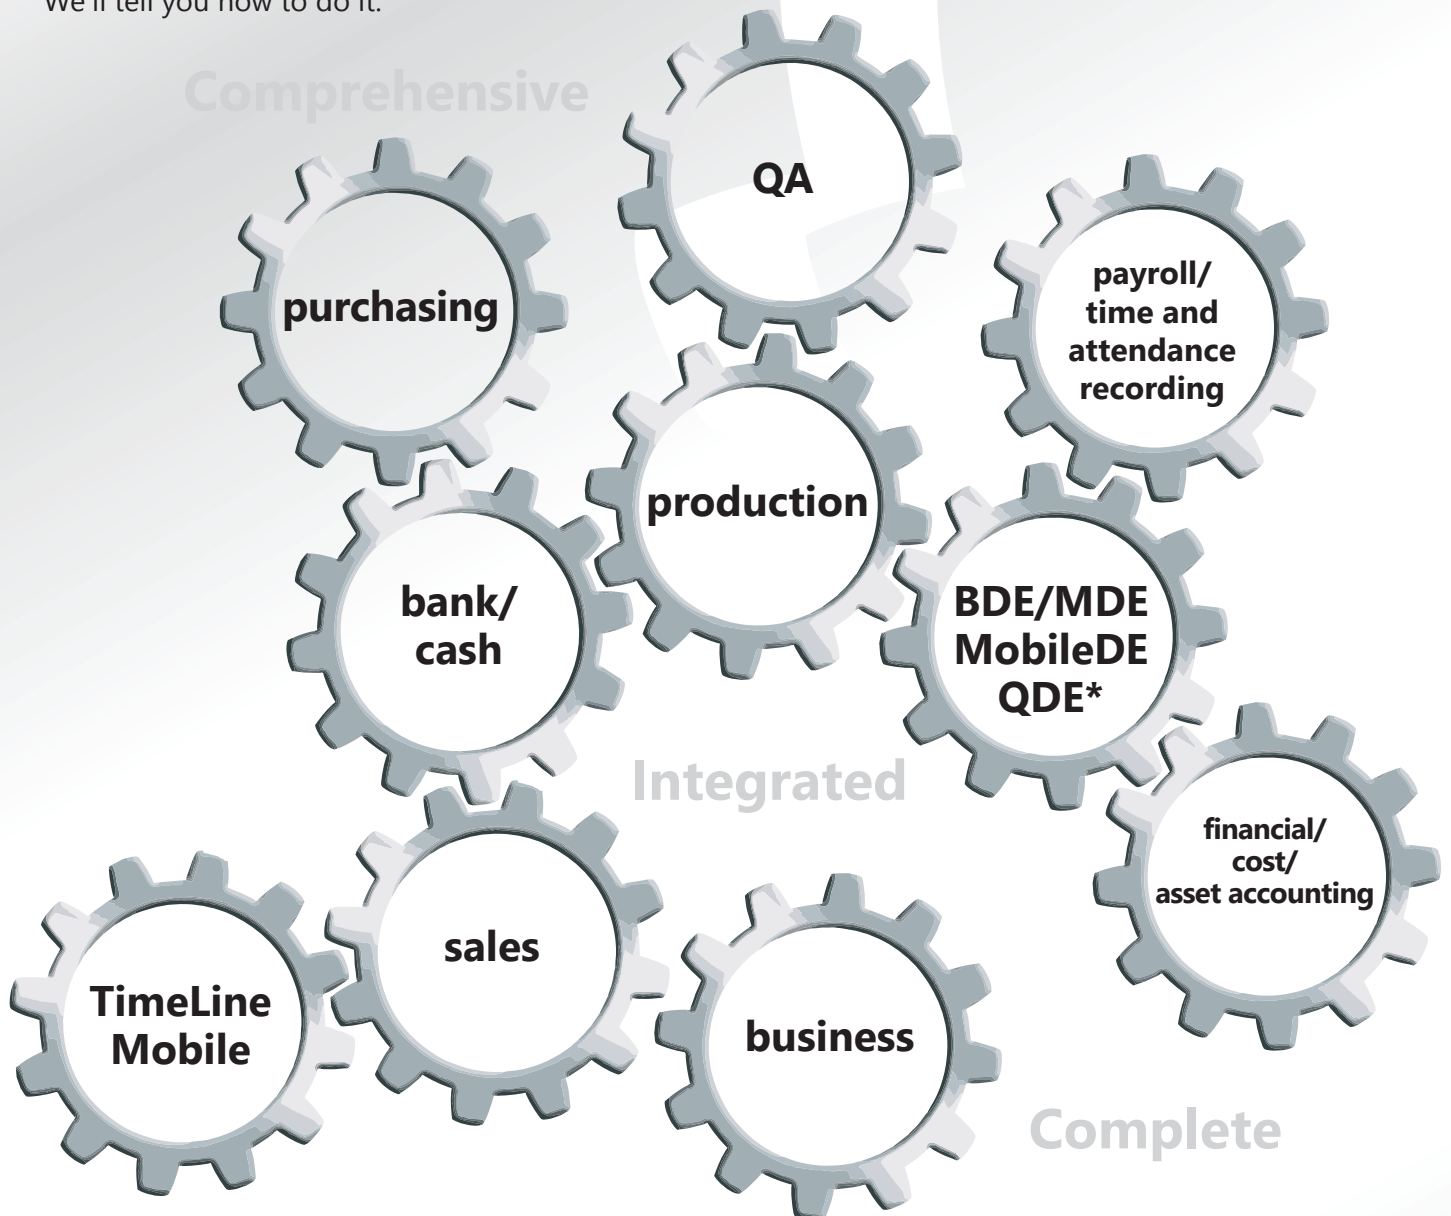 We'll tell you how to do it.
Comprehensive
QA
purchasing
payroll/
time and
attendance
recording
production
bank/
cash
BDE/MDE
MobileDE
QDE*
Integrated
financial/
cost/
asset accounting
sales
TimeLine
Mobile
business
Complete